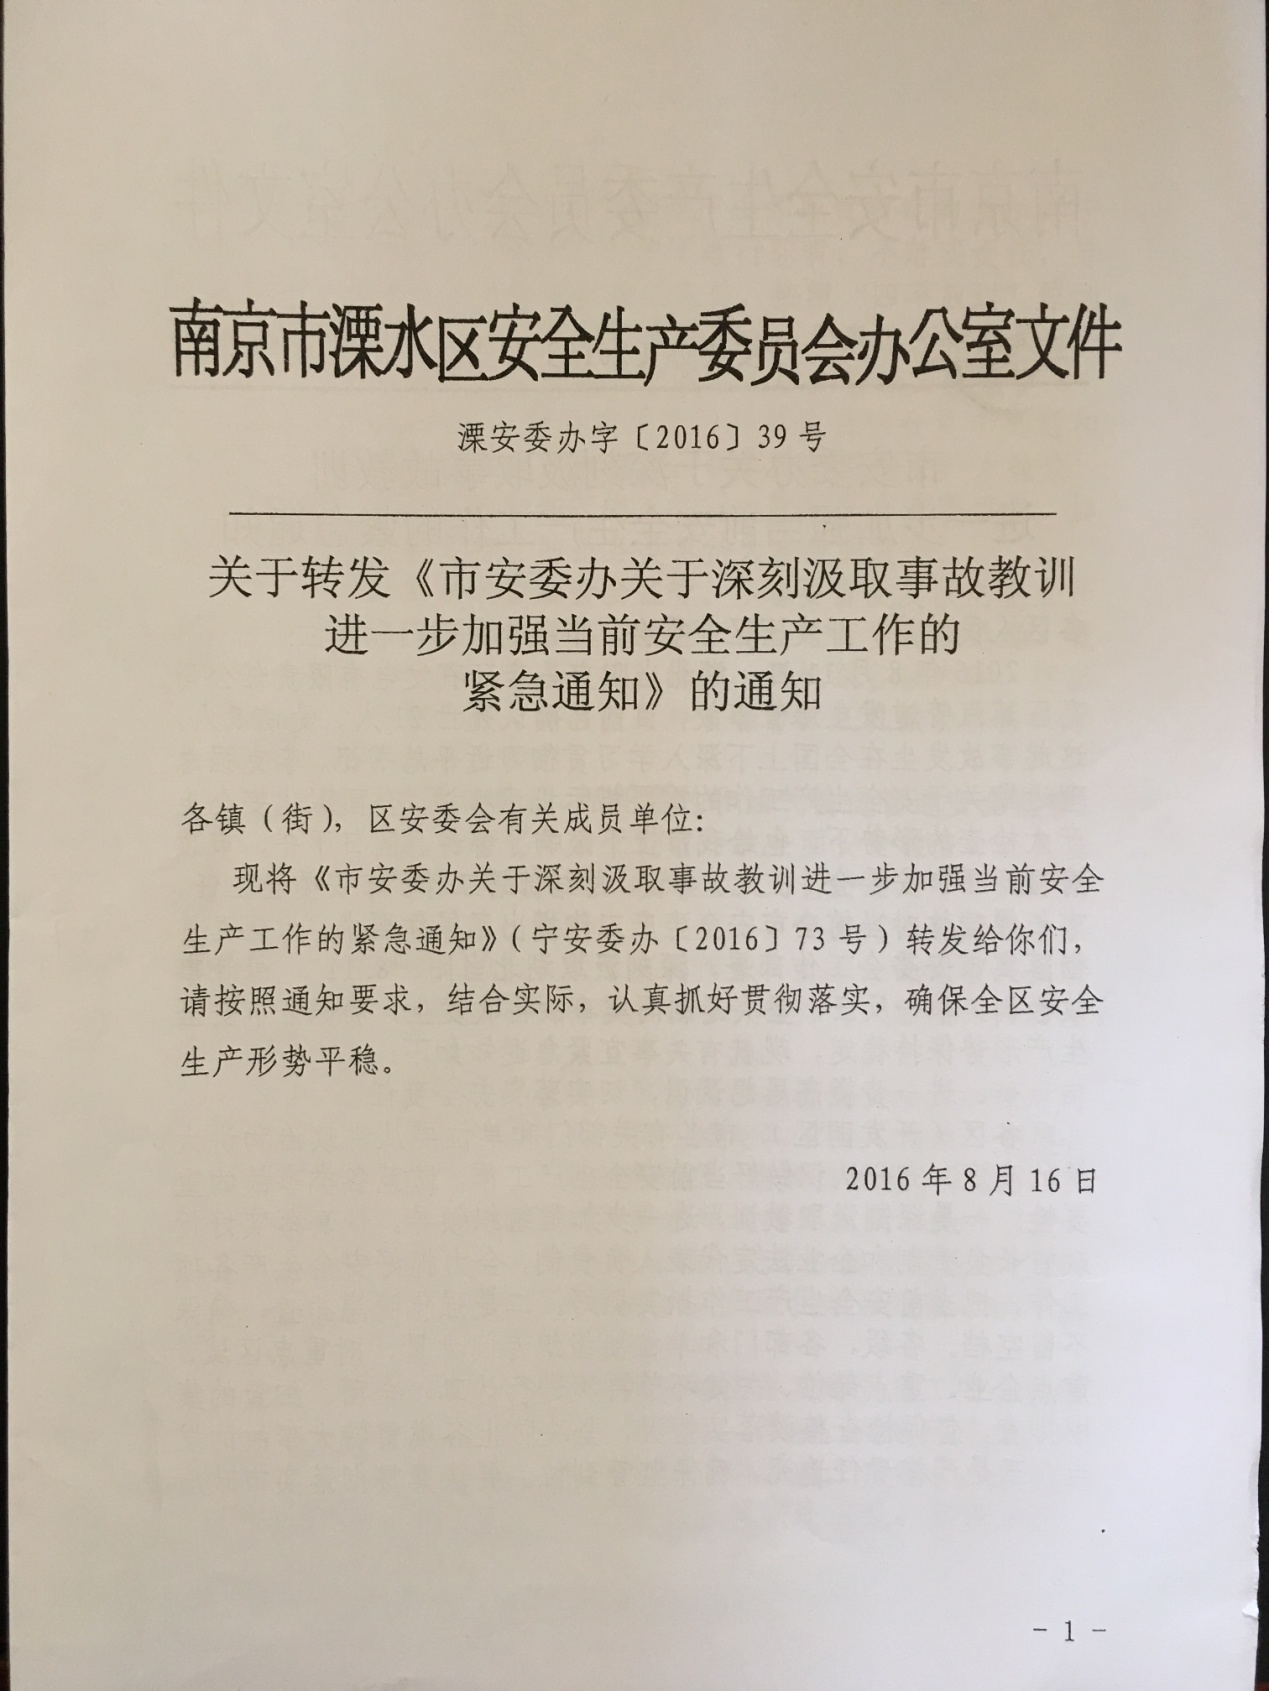 南京市溧水区安全生产委员会办公室文件
溧安委办字〔2016〕39号
关于转发《市安委办关于深刻汲取事故教训
进一步加强当前安全生产工作的
紧急通知》的通知
各镇（街），区安委会有关成员单位：
现将《市安委办关于深刻汲取事故教训进一步加强当前安全
生产工作的紧急通知》（宁安委办〔2016〕73号）转发给你们，
请按照通知要求，结合实际，认真抓好贯彻落实，确保全区安全
生产形势平稳。
2016年8月16日
- 1 -